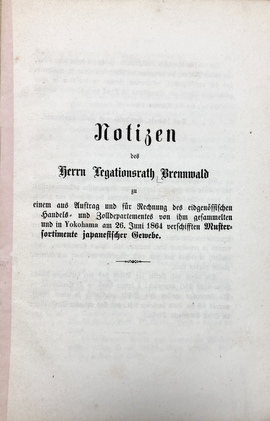 Notizen
des
Herrn Legationsrath Brennwald
zu
einem aus Auftrag und für Rechnung des eidgenössischen
Handels- und Zolldepartementes von ihm gesammelten
und in Yokohama am 26. Juni 1864 verschifften Muster-
sortimente japanesischer Gewebe.